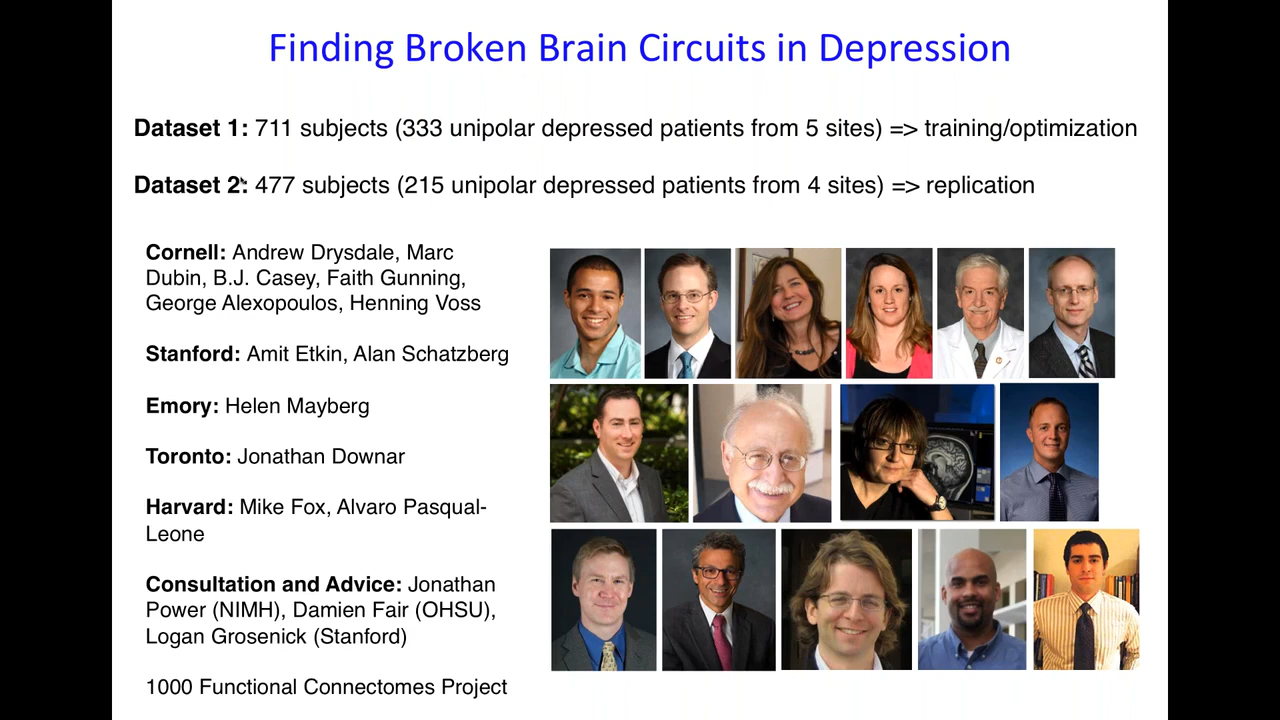 Finding Broken Brain Circuits in Depression
Dataset 1: 711 subjects (333 unipolar depressed patients from 5 sites) => training/optimization
Dataset 2: 477 subjects (215 unipolar depressed patients from 4 sites) => replication
Cornell: Andrew Drysdale, Marc
Dubin, B.J. Casey, Faith Gunning,
George Alexopoulos, Henning Voss
Stanford: Amit Etkin, Alan Schatzberg
Emory: Helen Mayberg
Toronto: Jonathan Downar
Harvard: Mike Fox, Alvaro Pasqual-
Leone
Consultation and Advice: Jonathan
Power (NIMH), Damien Fair (OHSU),
Logan Grosenick (Stanford)
1000 Functional Connectomes Project